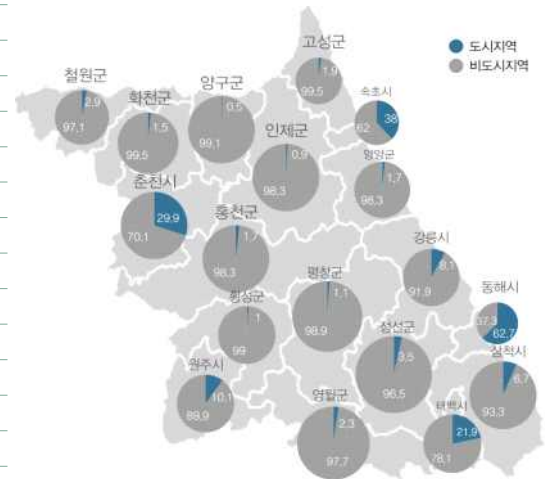 고성군
도시지역
비도시지역
1.9
99.5
철원군
2.9
97.1
화천군
1.5
99.5
양구군
0.5
99.1
속초시
38
62
인제군
0.9
98.3
양양군
1.7
98.3
춘천시
29.9
70.1
홍천군
1.7
98.3
강릉시
8.1
91.9
평창군
1.1
98.9
동해시
37.3
62.7
횡성군
1
99
정선군
3.5
96.5
삼척시
6.7
93.3
원주시
10.1
89.9
영월군
2.3
97.7
태백시
21.9
78.1